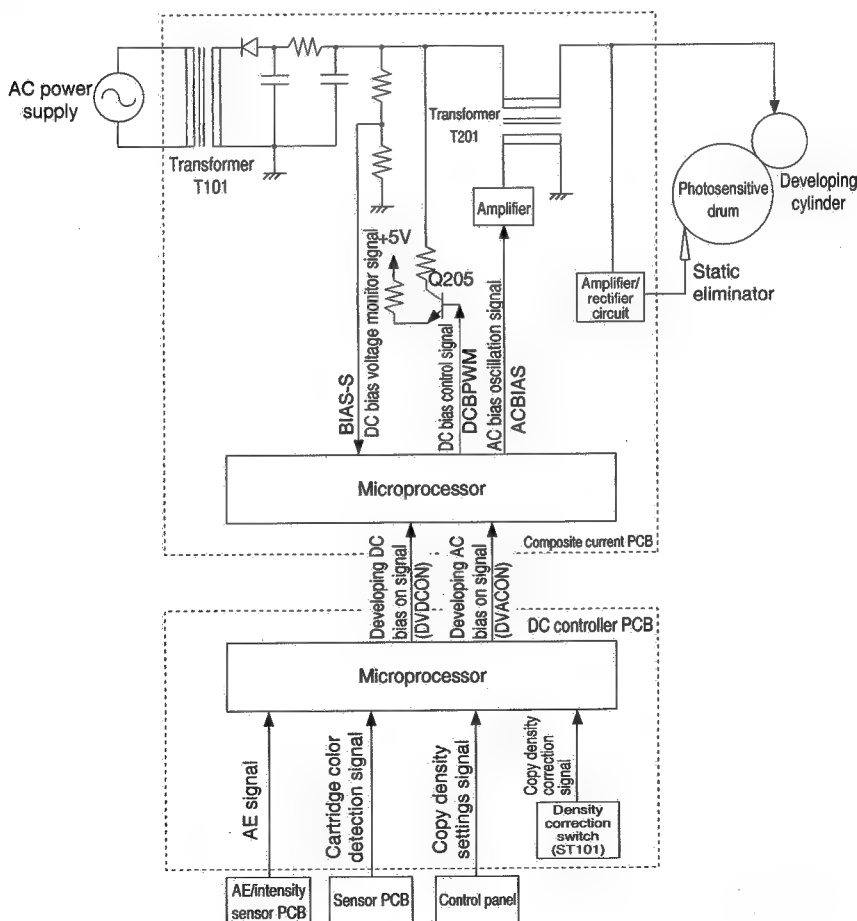 AC power
supply
Transformer
T101
Transformer
T201
Amplifier
Photosensitive
drum
Developing
cylinder
Static
eliminator
Amplifier/
rectifier
circuit
+5V
Q205
BIAS-S
DC bias voltage monitor signal
DC bias control signal
DCBPWM
AC bias oscillation signal
ACBIAS
Microprocessor
Composite current PCB
Developing DC
bias on signal
(DVDCON)
Developing AC
bias on signal
(DVACON)
DC controller PCB
Microprocessor
AE signal
Cartridge color
detection signal
Copy density
settings signal
Copy density
correction
signal
Density
correction
switch
(ST101)
AE/intensity
sensor PCB
Sensor PCB
Control panel